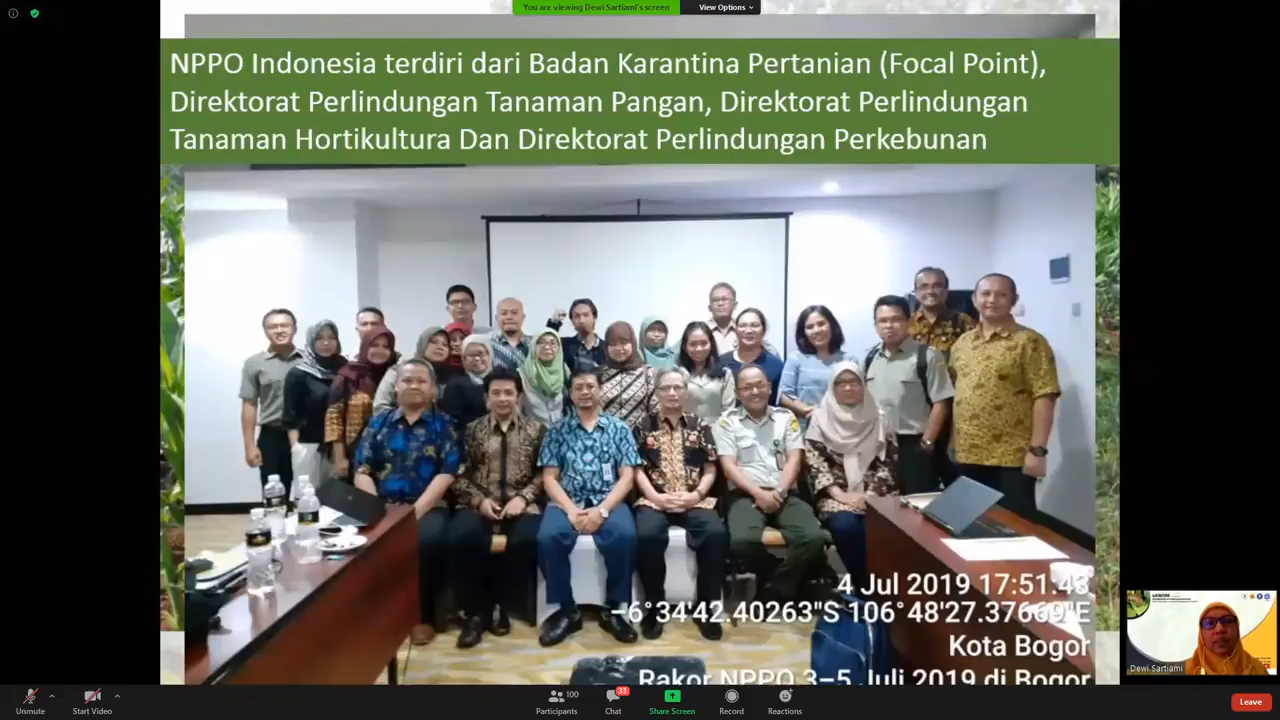 You are viewing Dewi Sartiami's screen
View Options
NPPO Indonesia terdiri dari Badan Karantina Pertanian (Focal Point),
Direktorat Perlindungan Tanaman Pangan, Direktorat Perlindungan
Tanaman Hortikultura Dan Direktorat Perlindungan Perkebunan
4 Jul 2019 17:51:43
-6°34'42.40263"S 106°48'27.37669"E
Kota Bogor
Rakor NPPO 3-5 Juli 2019 di Bogor
Dewi Sartiami
Unmute
Start Video
100
Participants
33
Chat
Share Screen
Record
Reactions
Leave